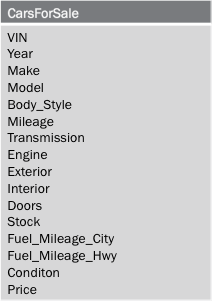 CarsForSale
VIN
Year
Make
Model
Body_Style
Mileage
Transmission
Engine
Exterior
Interior
Doors
Stock
Fuel_Mileage_City
Fuel_Mileage_Hwy
Conditon
Price